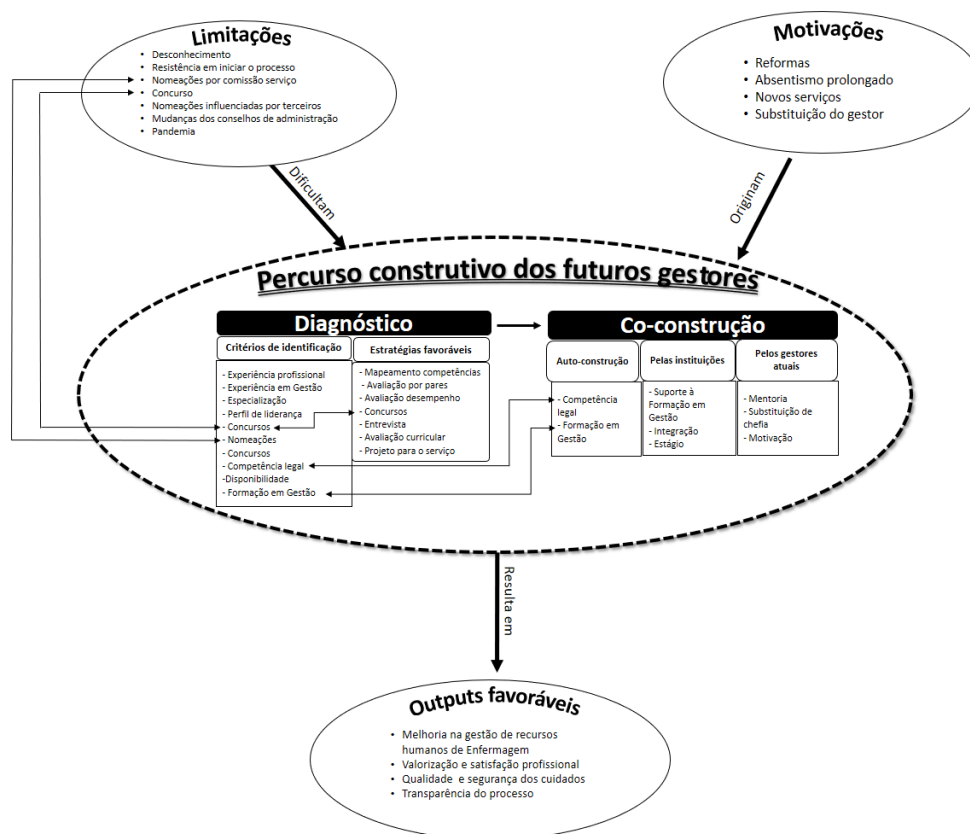 Limitações
• Desconhecimento
• Resistência em iniciar o processo
• Nomeações por comissão serviço
• Concurso
• Nomeações influenciadas por terceiros
• Mudanças dos conselhos de administração
• Pandemia
Motivações
• Reformas
• Absentismo prolongado
• Novos serviços
• Substituição do gestor
Dificultam
Originam
Percurso construtivo dos futuros gestores
Diagnóstico
Critérios de identificação
- Experiência profissional
- Experiência em Gestão
- Especialização
- Perfil de liderança
- Concursos
- Nomeações
- Concursos
- Competência legal
-Disponibilidade
- Formação em Gestão
Estratégias favoráveis
- Mapeamento competências
- Avaliação por pares
- Avaliação desempenho
- Concursos
- Entrevista
- Avaliação curricular
- Projeto para o serviço
Co-construção
Auto-construção
- Competência
legal
- Formação em
Gestão
Pelas instituições
- Suporte à
Formação em
Gestão
- Integração
- Estágio
Pelos gestores
atuais
- Mentoria
- Substituição de
chefia
- Motivação
Resulta em
Outputs favoráveis
• Melhoria na gestão de recursos
humanos de Enfermagem
• Valorização e satisfação profissional
• Qualidade e segurança dos cuidados
• Transparência do processo